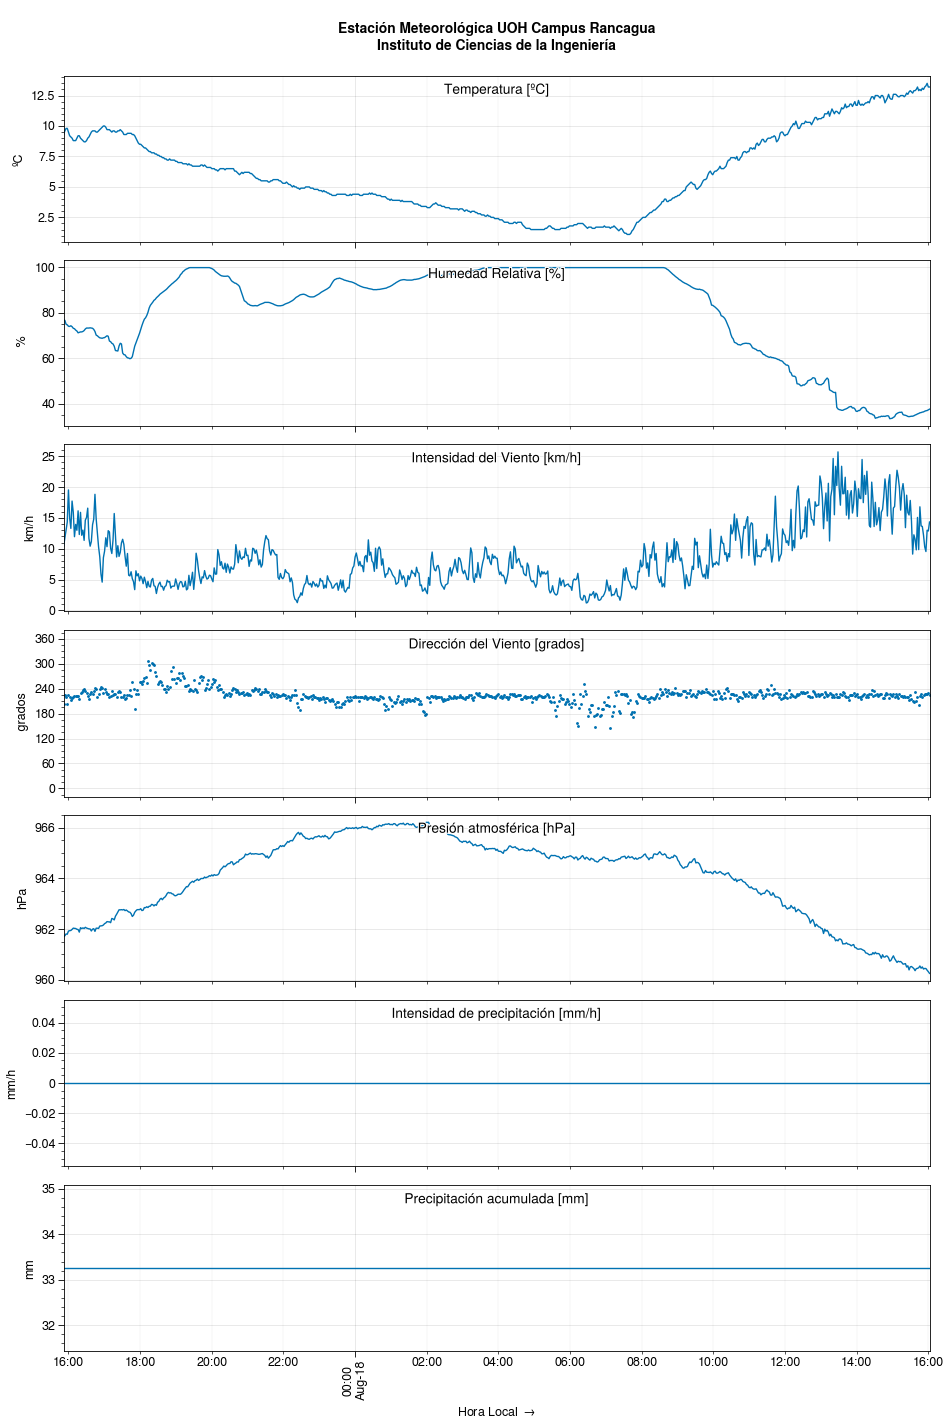 Estación Meteorológica UOH Campus Rancagua
Instituto de Ciencias de la Ingeniería
Temperatura [ºC]
ºC
12.5
10
7.5
5
2.5
Humedad Relativa [%]
%
100
80
60
40
Intensidad del Viento [km/h]
km/h
25
20
15
10
5
0
Dirección del Viento [grados]
grados
360
300
240
180
120
60
0
Presión atmosférica [hPa]
hPa
966
964
962
960
Intensidad de precipitación [mm/h]
mm/h
0.04
0.02
0
−0.02
−0.04
Precipitación acumulada [mm]
mm
35
34
33
32
16:00 18:00 20:00 22:00 00:00 02:00 04:00 06:00 08:00 10:00 12:00 14:00 16:00
Aug-18
Hora Local →